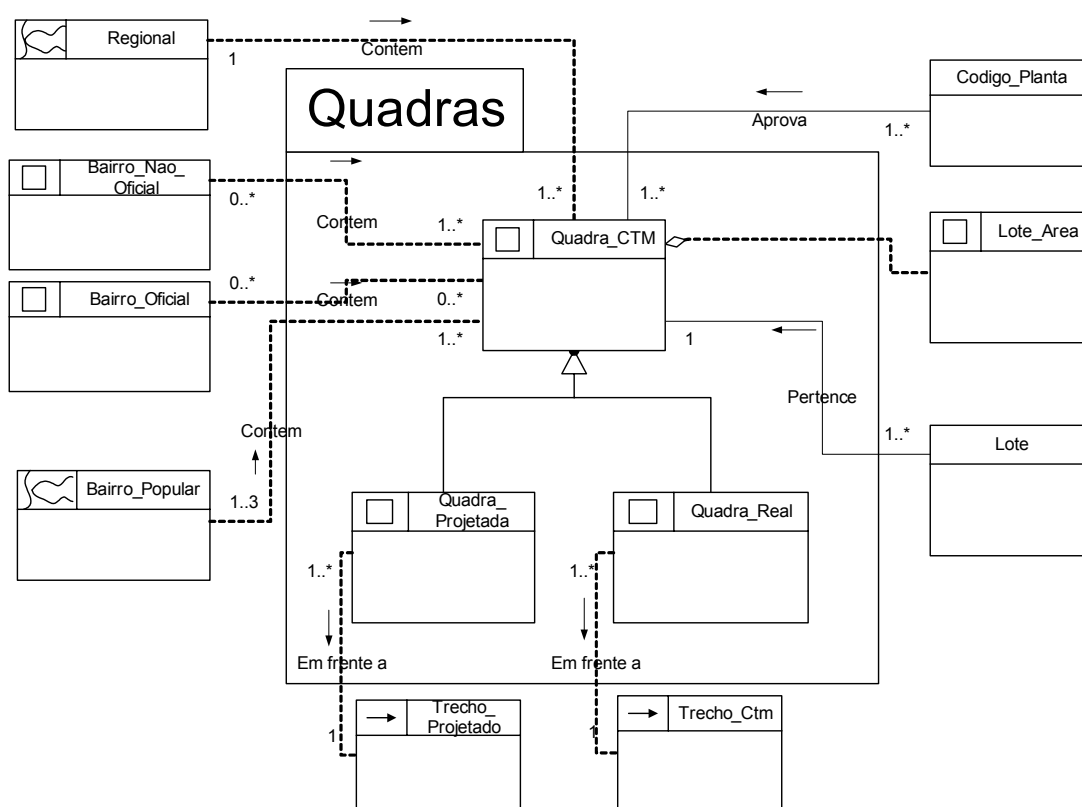 Regional
1
Contem
Quadras
Codigo_Planta
Aprova
1..*
Bairro_Nao_
Oficial
0..*
Contem
1..*
1..*
1..*
Quadra_CTM
Lote_Area
Bairro_Oficial
0..*
Contem
0..*
1..*
1
Pertence
1..*
Lote
Contem
Bairro_Popular
1..3
Quadra_
Projetada
Quadra_Real
1..*
1..*
Em frente a
Em frente a
Trecho_
Projetado
1
Trecho_Ctm
1